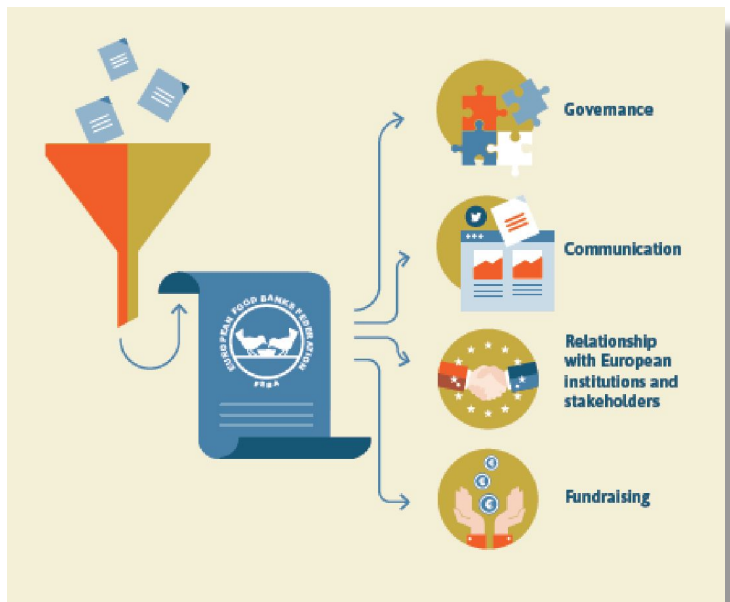 Governance
Communication
EUROPEAN FOOD BANKS FEDERATION
FEBA
Relationship
with European
institutions and
stakeholders
Fundraising